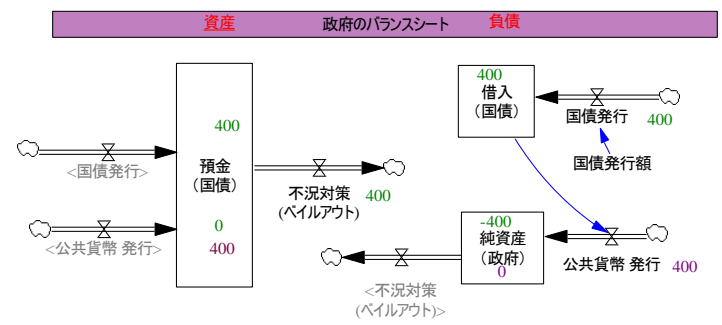 資産 政府のバランスシート 負債
400
預金
(国債)
0
400
<国債発行>
<公共貨幣 発行>
不況対策
(ベイルアウト)
400
400
借入
(国債)
国債発行
400
国債発行額
-400
純資産
(政府)
0
公共貨幣 発行
400
<不況対策
(ベイルアウト)>